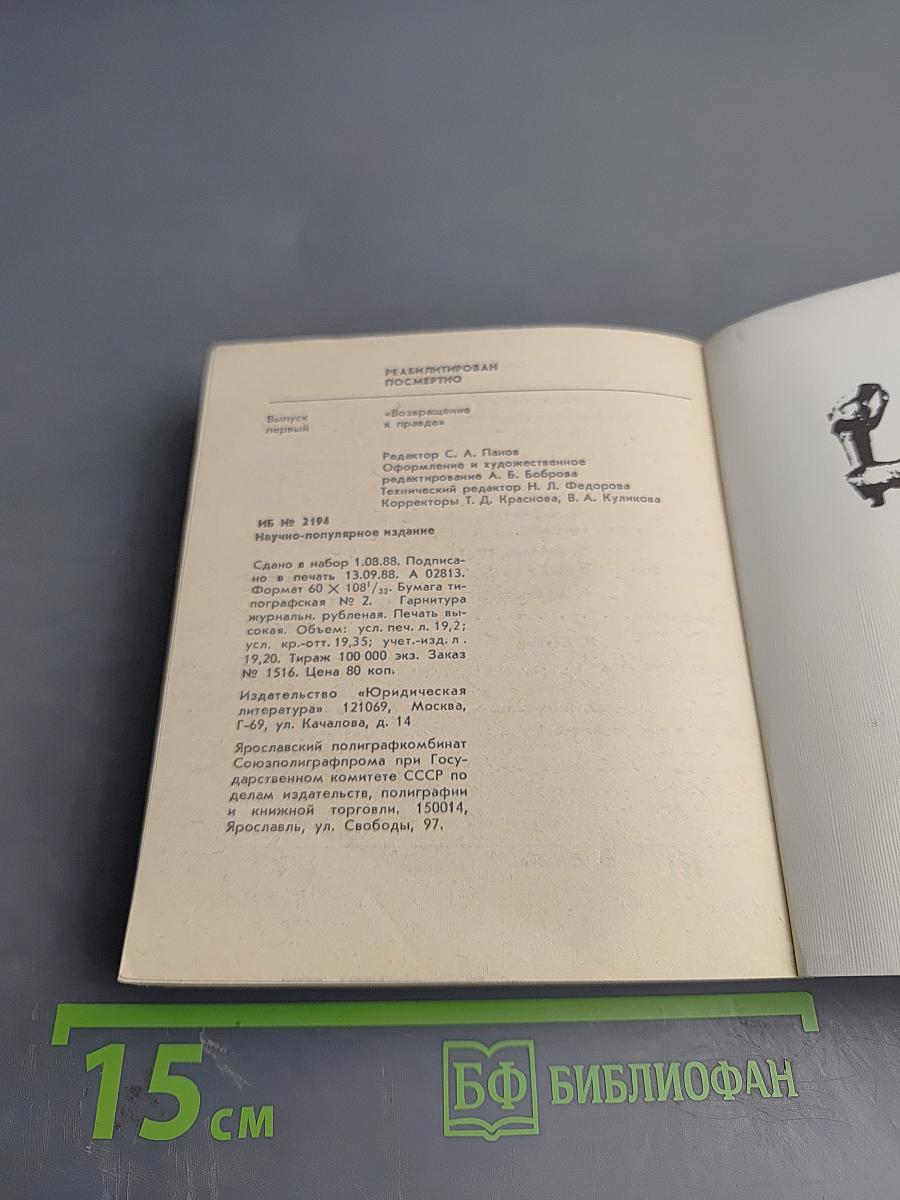 РЕАБИЛИТИРОВАН
ПОСМЕРТНО
Выпуск
первый
«Возвращение
к правде»
Редактор С. А. Панов
Оформление и художественное
редактирование А. Б. Боброва
Технический редактор Н. Л. Федорова
Корректоры Т. Д. Краснова, В. А. Куликова
ИБ № 2194
Научно-популярное издание
Сдано в набор 1.08.88. Подписа-
но в печать 13.09.88. А 02813.
Формат 60 × 108¹/₃₂. Бумага ти-
пографская № 2. Гарнитура
журнальн. рубленая. Печать вы-
сокая. Объем: усл. печ. л. 19,2;
усл. кр.-отт. 19,35; учет.-изд. л.
19,20. Тираж 100 000 экз. Заказ
№ 1516. Цена 80 коп.
Издательство «Юридическая
литература» 121069, Москва,
Г-69, ул. Качалова, д. 14
Ярославский полиграфкомбинат
Союзполиграфпрома при Госу-
дарственном комитете СССР по
делам издательств, полиграфии
и книжной торговли. 150014,
Ярославль, ул. Свободы, 97.
15 см
БФ БИБЛИОФАН